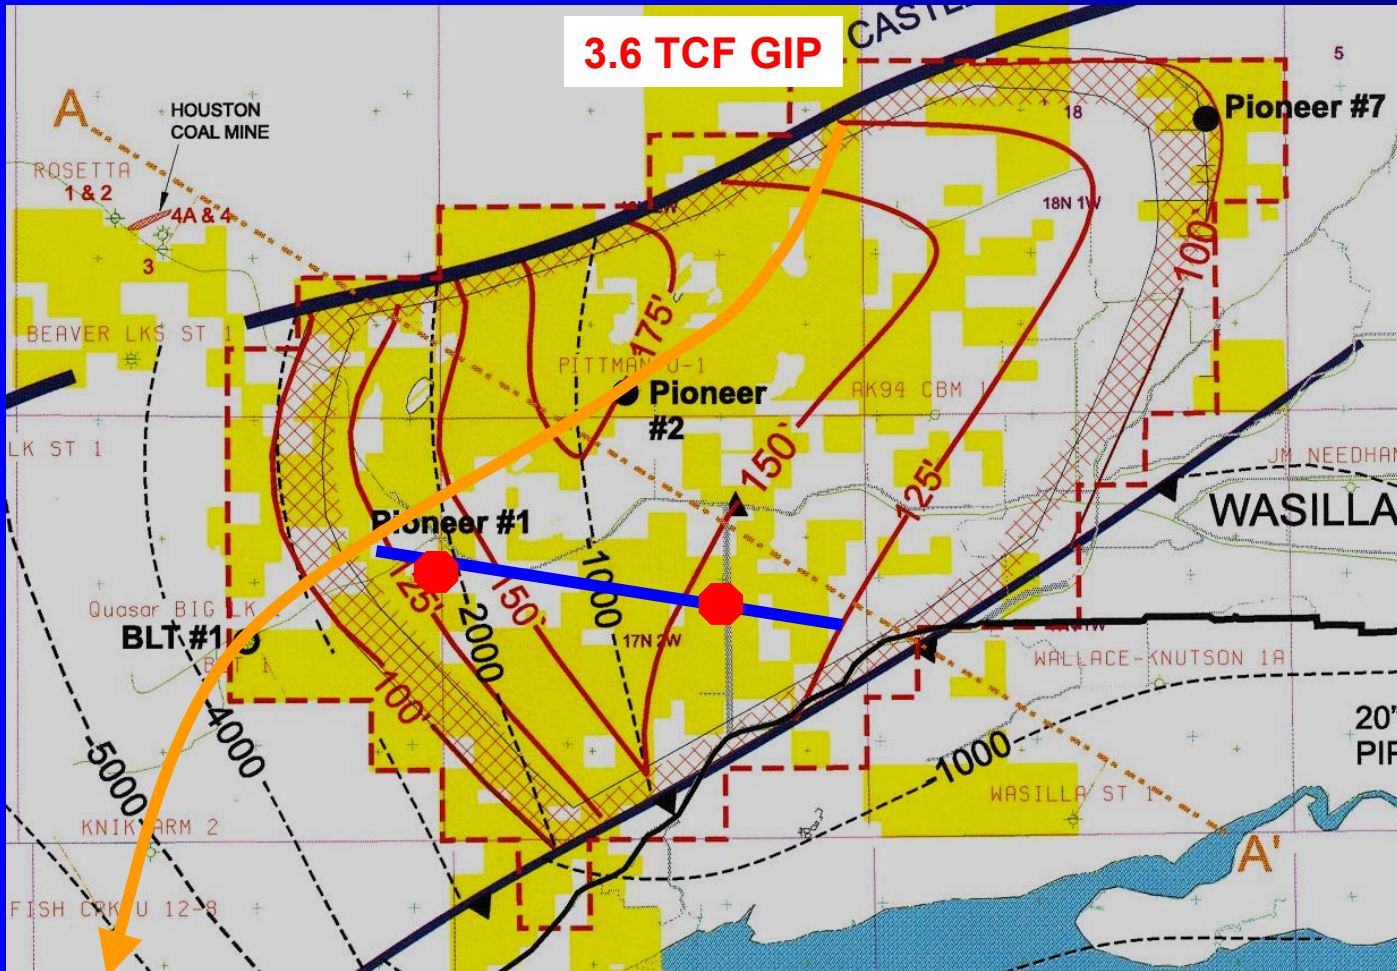 3.6 TCF GIP
5
A
HOUSTON
COAL MINE
Pioneer #7
18
ROSETTA
1 & 2
4A & 4
18N 1W
3
100'
BEAVER LKS ST 1
175'
PITTMAN U-1
Pioneer
#2
AK94 CBM 1
LK ST 1
150'
JM NEEDHAM
125'
WASILLA
Pioneer #1
1000
125'
150'
2000
Quasar BIG LK
BLT #1
BLT 1
17N 2W
WALLACE-KNUTSON 1A
100'
4000
5000
1000
20"
WASILLA ST 1
KNIK ARM 2
A'
FISH CRK U 12-8